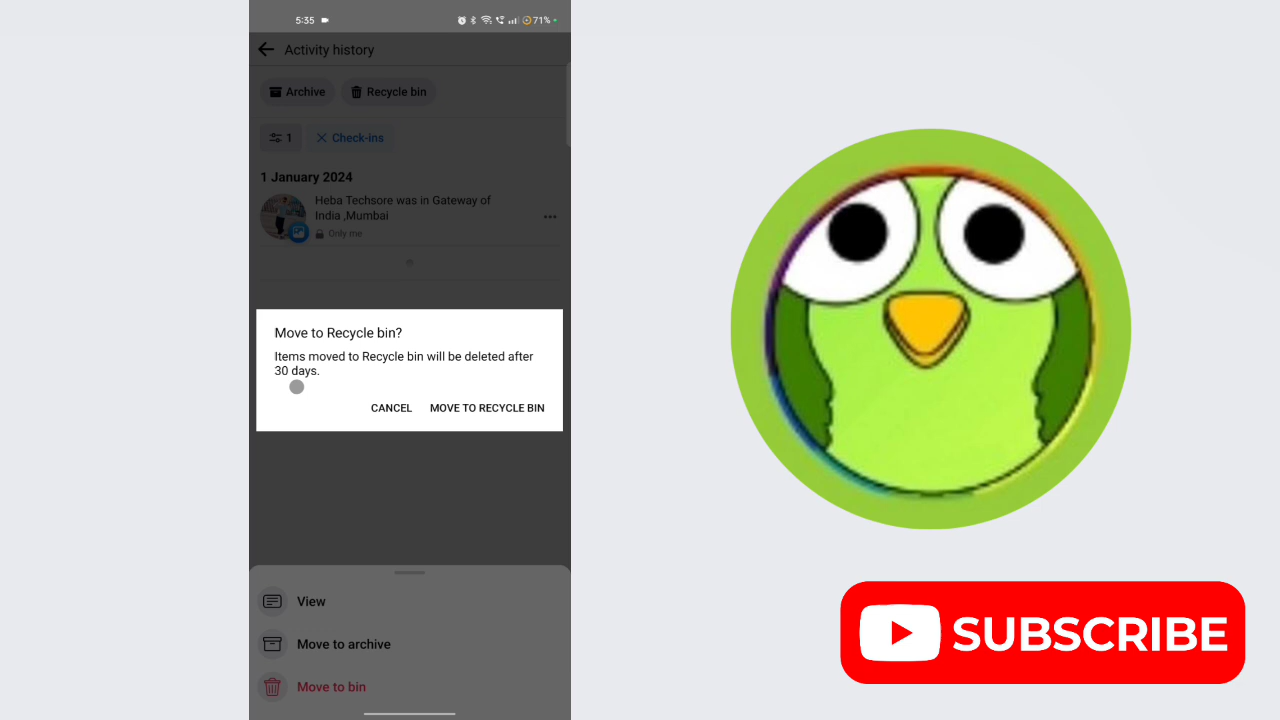 5:35
71%
Activity history
Archive
Recycle bin
1
Check-ins
1 January 2024
Heba Techsore was in Gateway of
India ,Mumbai
Only me
Move to Recycle bin?
Items moved to Recycle bin will be deleted after
30 days.
CANCEL
MOVE TO RECYCLE BIN
View
Move to archive
Move to bin
SUBSCRIBE